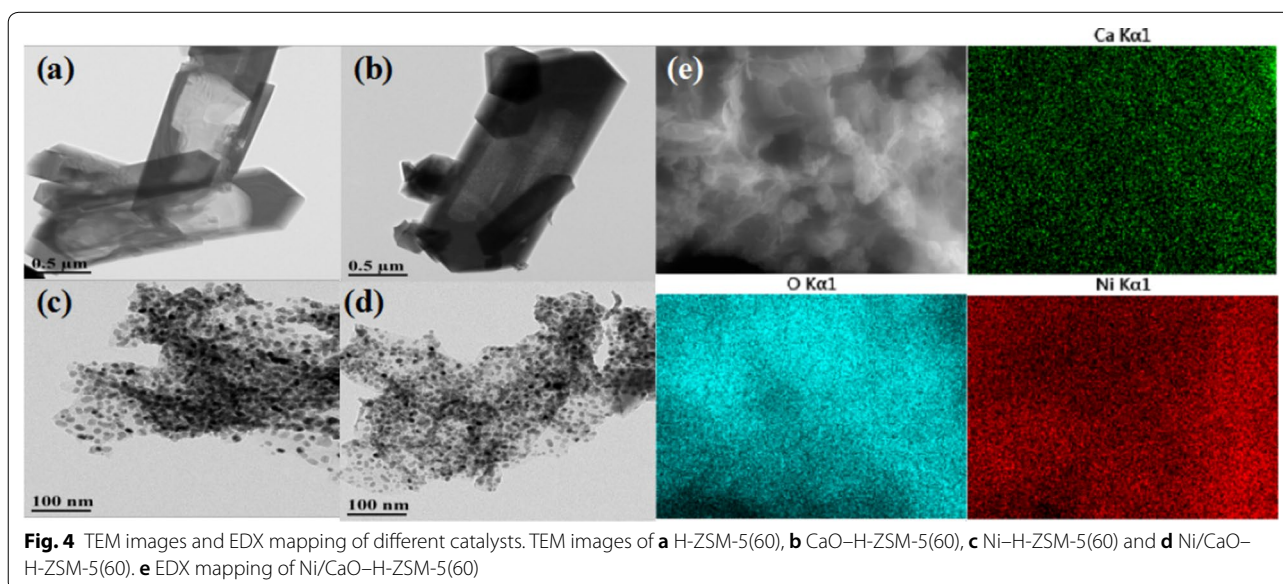 Ca Kα1
(a)
(b)
(e)
0.5 µm
0.5 µm
O Kα1
Ni Kα1
(c)
(d)
100 nm
100 nm
Fig. 4 TEM images and EDX mapping of different catalysts. TEM images of a H-ZSM-5(60), b CaO–H-ZSM-5(60), c Ni–H-ZSM-5(60) and d Ni/CaO–
H-ZSM-5(60). e EDX mapping of Ni/CaO–H-ZSM-5(60)